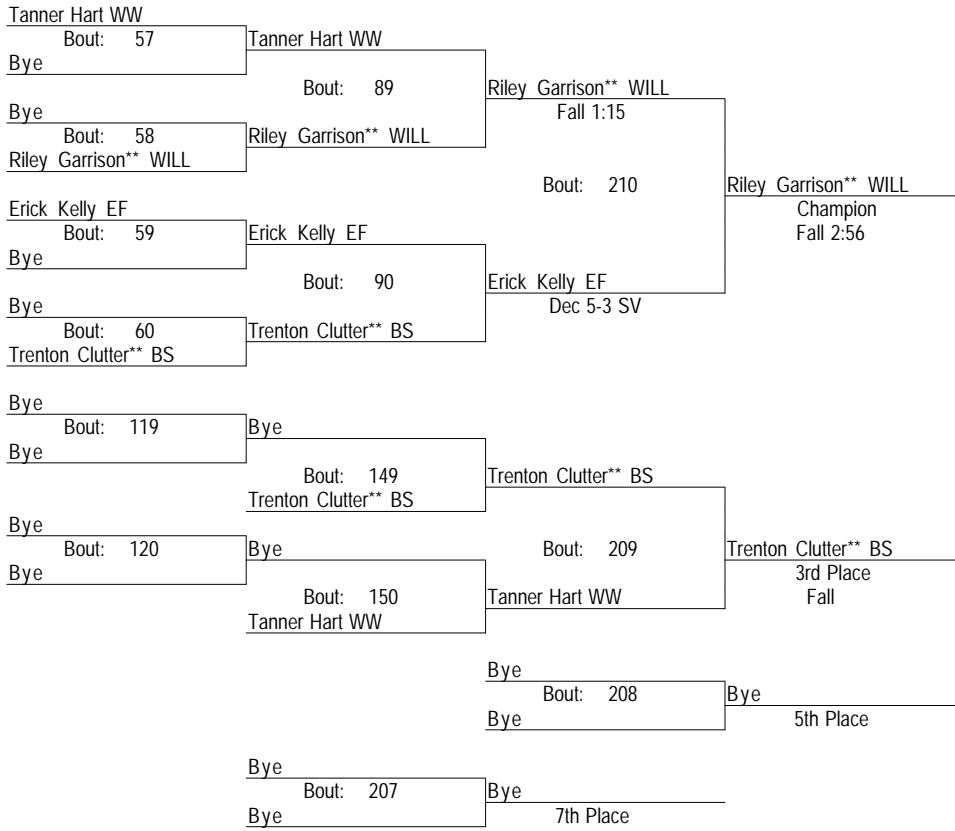 Tanner Hart WW
Bout: 57
Bye
Tanner Hart WW
Bout: 89
Bye
Bout: 58
Riley Garrison** WILL
Riley Garrison** WILL
Riley Garrison** WILL
Fall 1:15
Bout: 210
Riley Garrison** WILL
Champion
Fall 2:56
Erick Kelly EF
Bout: 59
Bye
Erick Kelly EF
Bout: 90
Erick Kelly EF
Dec 5-3 SV
Bye
Bout: 60
Trenton Clutter** BS
Trenton Clutter** BS
Bye
Bout: 119
Bye
Bye
Bout: 149
Trenton Clutter** BS
Trenton Clutter** BS
Bye
Bout: 120
Bye
Bye
Bout: 150
Tanner Hart WW
Tanner Hart WW
Bout: 209
Trenton Clutter** BS
3rd Place
Fall
Bye
Bout: 208
Bye
Bye
5th Place
Bye
Bout: 207
Bye
Bye
7th Place